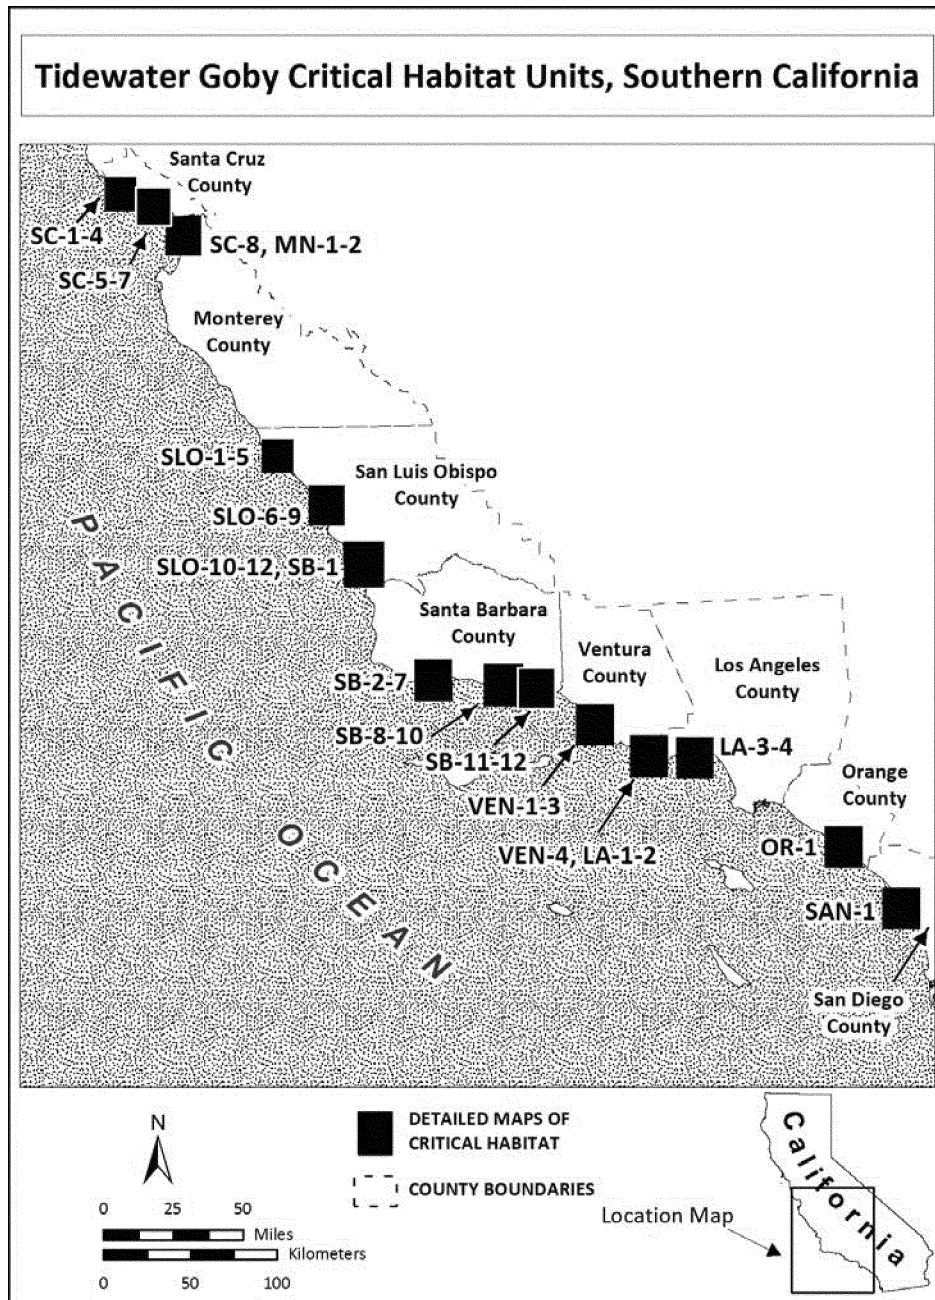 Tidewater Goby Critical Habitat Units, Southern California
Santa Cruz
County
SC-1-4
SC-5-7
SC-8, MN-1-2
Monterey
County
SLO-1-5
San Luis Obispo
County
SLO-6-9
SLO-10-12, SB-1
Santa Barbara
County
Ventura
County
Los Angeles
County
SB-2-7
SB-8-10
SB-11-12
LA-3-4
VEN-1-3
Orange
County
VEN-4, LA-1-2
OR-1
SAN-1
San Diego
County
PACIFIC OCEAN
N
0 25 50
Miles
Kilometers
0 50 100
DETAILED MAPS OF
CRITICAL HABITAT
COUNTY BOUNDARIES
Location Map
California